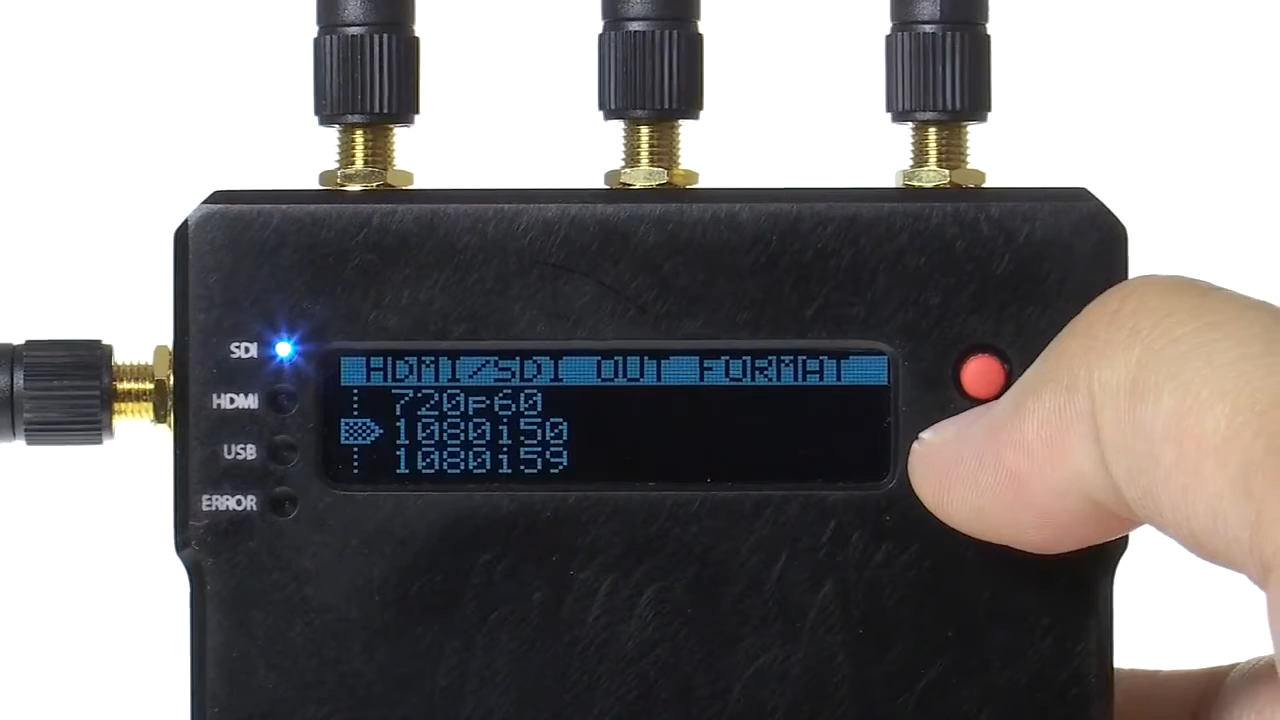 SDI
HDMI
USB
ERROR
HDMI/SDI OUT FORMAT
720p60
1080i50
1080i59